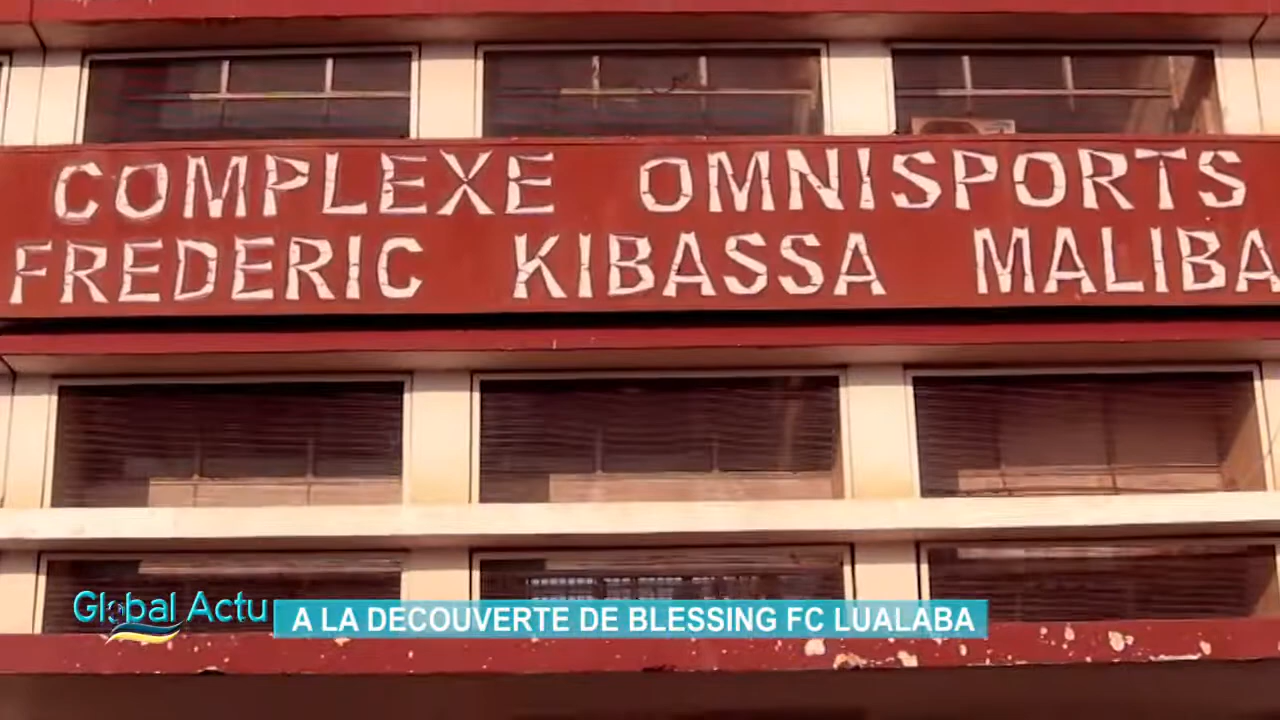 COMPLEXE OMNISPORTS
FREDERIC KIBASSA MALIBA
Global Actu
A LA DECOUVERTE DE BLESSING FC LUALABA